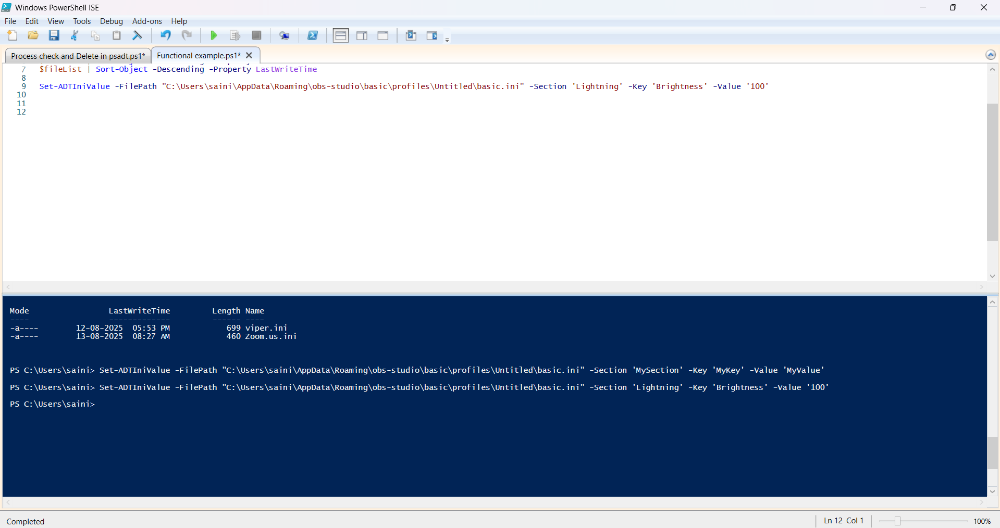 Windows PowerShell ISE
File Edit View Tools Debug Add-ons Help
Process check and Delete in psadt.ps1* Functional example.ps1*
7 $fileList | Sort-Object -Descending -Property LastWriteTime
8
9 Set-ADTIniValue -FilePath "C:\Users\saini\AppData\Roaming\obs-studio\basic\profiles\Untitled\basic.ini" -Section 'Lightning' -Key 'Brightness' -Value '100'
10
11
12
Mode LastWriteTime Length Name
---- ------------- ------ ----
-a---- 12-08-2025 05:53 PM 699 viper.ini
-a---- 13-08-2025 08:27 AM 460 Zoom.us.ini
PS C:\Users\saini> Set-ADTIniValue -FilePath "C:\Users\saini\AppData\Roaming\obs-studio\basic\profiles\Untitled\basic.ini" -Section 'MySection' -Key 'MyKey' -Value 'MyValue'
PS C:\Users\saini> Set-ADTIniValue -FilePath "C:\Users\saini\AppData\Roaming\obs-studio\basic\profiles\Untitled\basic.ini" -Section 'Lightning' -Key 'Brightness' -Value '100'
PS C:\Users\saini>
Completed Ln 12 Col 1 100%